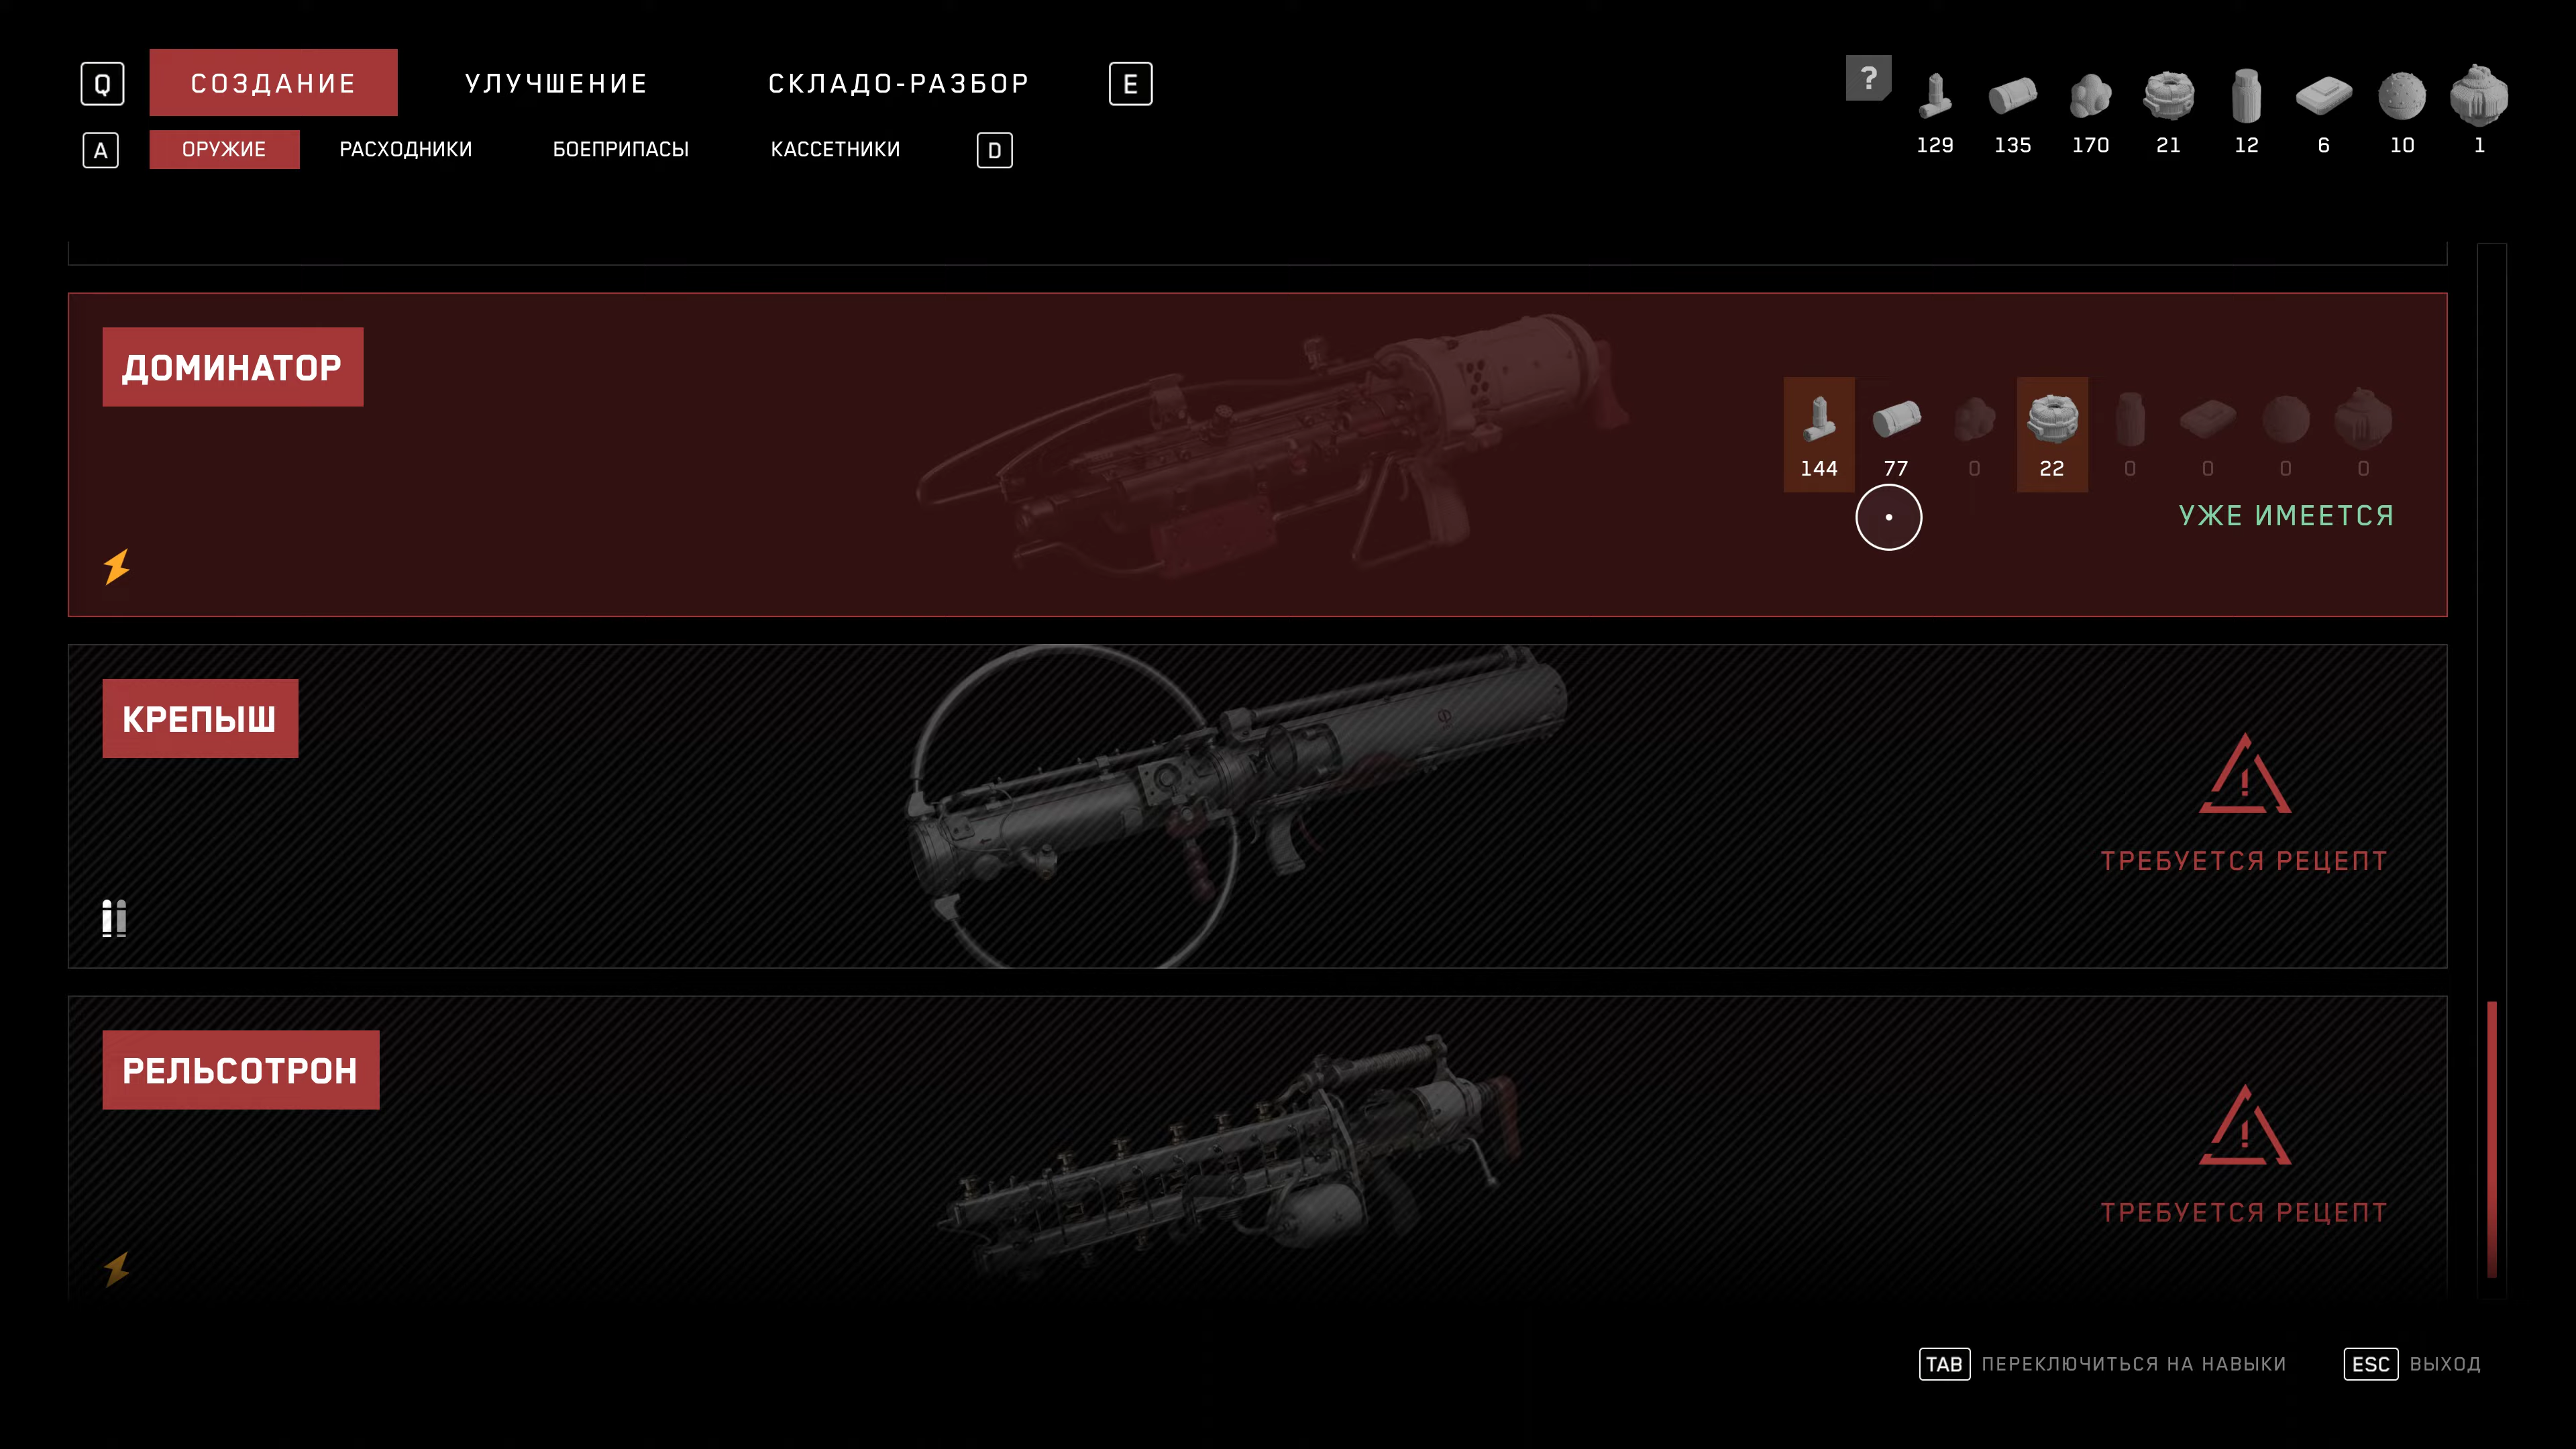 Q СОЗДАНИЕ УЛУЧШЕНИЕ СКЛАДО-РАЗБОР E
?
A ОРУЖИЕ РАСХОДНИКИ БОЕПРИПАСЫ КАССЕТНИКИ D
129 135 170 21 12 6 10 1
ДОМИНАТОР
144 77 0 22 0 0 0 0
УЖЕ ИМЕЕТСЯ
КРЕПЫШ
ТРЕБУЕТСЯ РЕЦЕПТ
РЕЛЬСОТРОН
ТРЕБУЕТСЯ РЕЦЕПТ
TAB ПЕРЕКЛЮЧИТЬСЯ НА НАВЫКИ ESC ВЫХОД